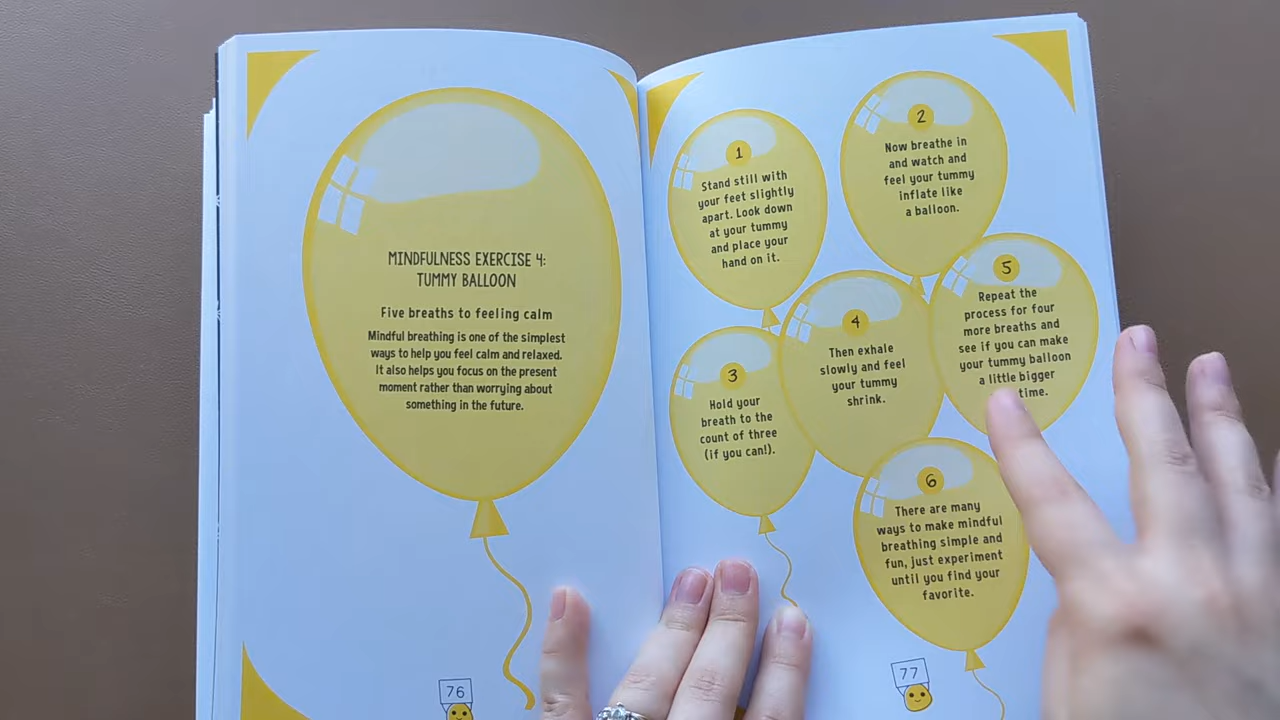 MINDFULNESS EXERCISE 4:
TUMMY BALLOON
Five breaths to feeling calm
Mindful breathing is one of the simplest
ways to help you feel calm and relaxed.
It also helps you focus on the present
moment rather than worrying about
something in the future.
76
1
Stand still with
your feet slightly
apart. Look down
at your tummy
and place your
hand on it.
2
Now breathe in
and watch and
feel your tummy
inflate like
a balloon.
3
Hold your
breath to the
count of three
(if you can!).
4
Then exhale
slowly and feel
your tummy
shrink.
5
Repeat the
process for four
more breaths and
see if you can make
your tummy balloon
a little bigger
time.
6
There are many
ways to make mindful
breathing simple and
fun, just experiment
until you find your
favorite.
77